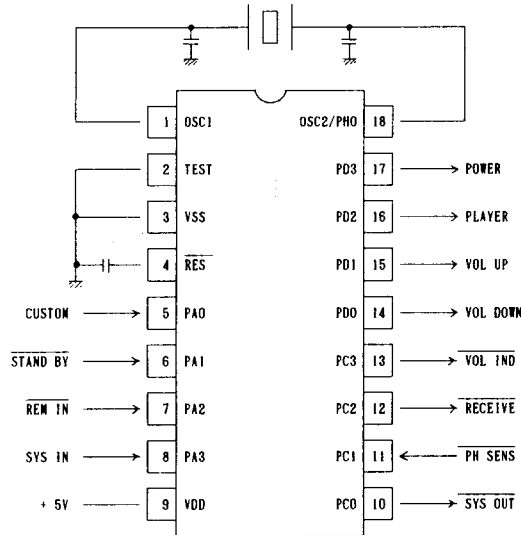 1 OSC1 OSC2/PHO 18
2 TEST PD3 17 POWER
3 VSS PD2 16 PLAYER
4 RES PD1 15 VOL UP
CUSTOM 5 PA0 PD0 14 VOL DOWN
STAND BY 6 PA1 PC3 13 VOL IND
REM IN 7 PA2 PC2 12 RECEIVE
SYS IN 8 PA3 PC1 11 PH SENS
+ 5V 9 VDD PC0 10 SYS OUT